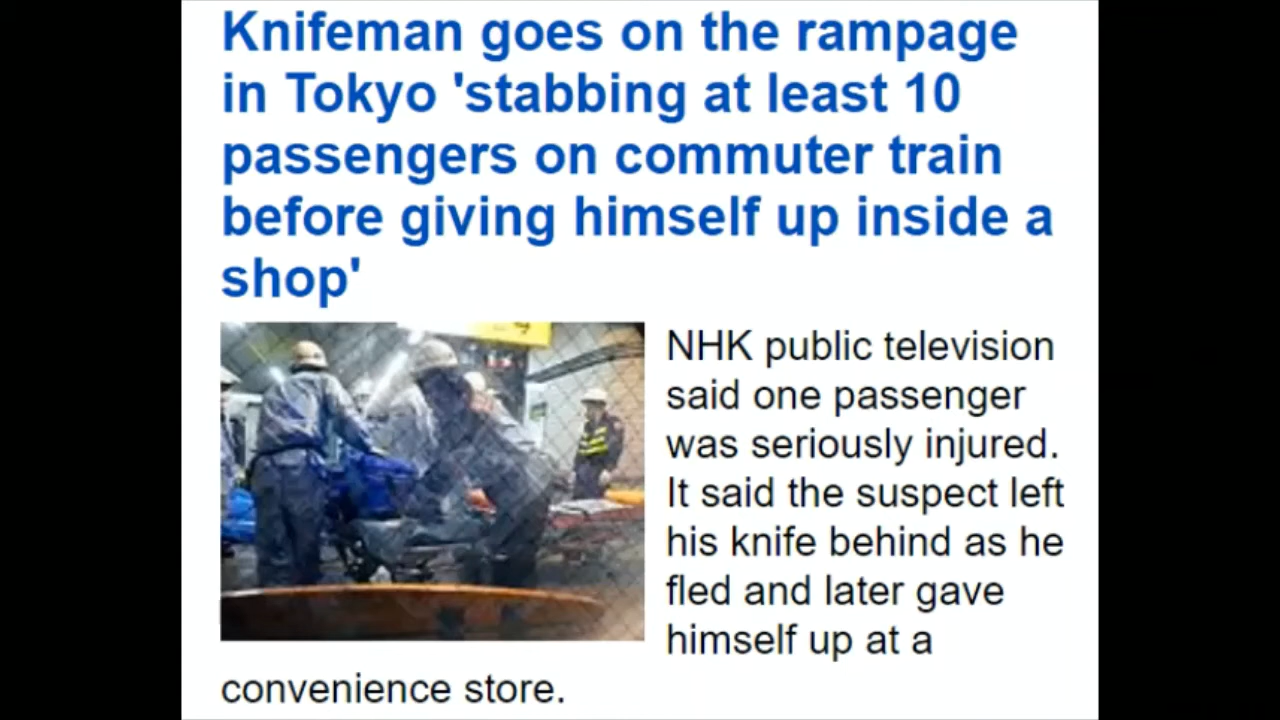 Knifeman goes on the rampage
in Tokyo 'stabbing at least 10
passengers on commuter train
before giving himself up inside a
shop'
NHK public television
said one passenger
was seriously injured.
It said the suspect left
his knife behind as he
fled and later gave
himself up at a
convenience store.